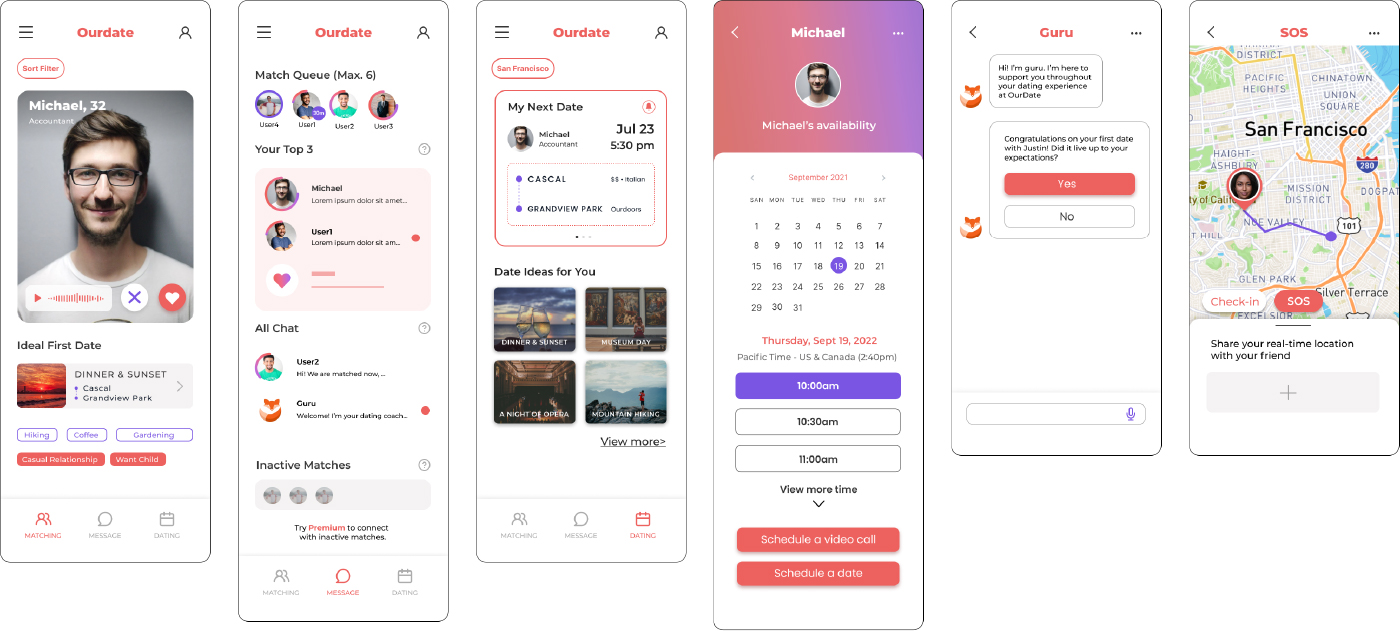 Ourdate
Sort Filter
Michael, 32
Accountant
Ideal First Date
DINNER & SUNSET
Cascal
Grandview Park
Hiking
Coffee
Gardening
Casual Relationship
Want Child
MATCHING
MESSAGE
DATING
Ourdate
Match Queue (Max. 6)
30m
User4
User1
User2
User3
Your Top 3
?
Michael
Lorem ipsum dolor sit amet...
User1
Lorem ipsum dolor sit am...
All Chat
?
User2
Hi! We are matched now, ...
Guru
Welcome! I'm your dating coach...
Inactive Matches
?
Try Premium to connect
with inactive matches.
MATCHING
MESSAGE
DATING
Ourdate
San Francisco
My Next Date
Michael
Accountant
Jul 23
5:30 pm
CASCAL
$$ • Italian
GRANDVIEW PARK
Ourdoors
Date Ideas for You
DINNER & SUNSET
MUSEUM DAY
A NIGHT OF OPERA
MOUNTAIN HIKING
View more>
MATCHING
MESSAGE
DATING
Michael
Michael's availability
September 2021
SAN MON TUE WED THU FRI SAT
1 2 3 4 5 6 7
8 9 10 11 12 13 14
15 16 17 18 19 20 21
22 23 24 25 26 27 28
29 30 31
Thursday, Sept 19, 2022
Pacific Time - US & Canada (2:40pm)
10:00am
10:30am
11:00am
View more time
Schedule a video call
Schedule a date
Guru
Hi! I'm guru. I'm here to
support you throughout
your dating experience
at OurDate
Congratulations on your first date
with Justin! Did it live up to your
expectations?
Yes
No
SOS
DISTRICT
PACIFIC
HEIGHTS
CHINATOWN
UNION
SQUARE
San Francisco
HAIGHT-
ASHBURY
280
MISSION
DISTRICT
DOGPAT
ty of Calif
NOE VALLEY
101
T HILL
GLEN PARK
Silver Terrace
Check-in
SOS
EXCELSIOR
Share your real-time location
with your friend